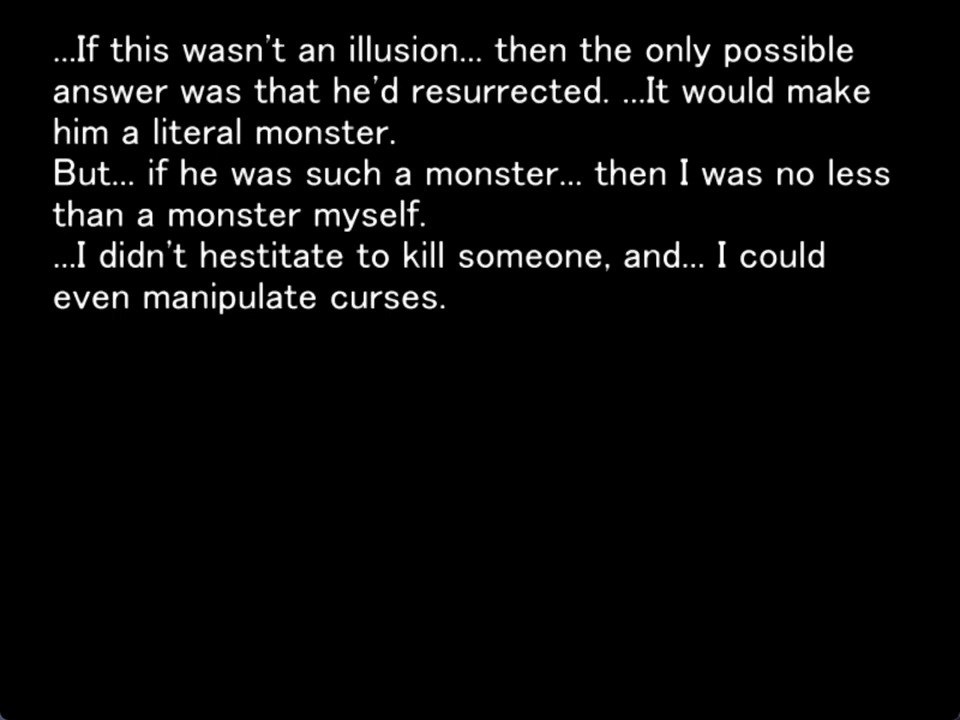 ...If this wasn't an illusion... then the only possible
answer was that he'd resurrected. ...It would make
him a literal monster.
But... if he was such a monster... then I was no less
than a monster myself.
...I didn't hestitate to kill someone, and... I could
even manipulate curses.